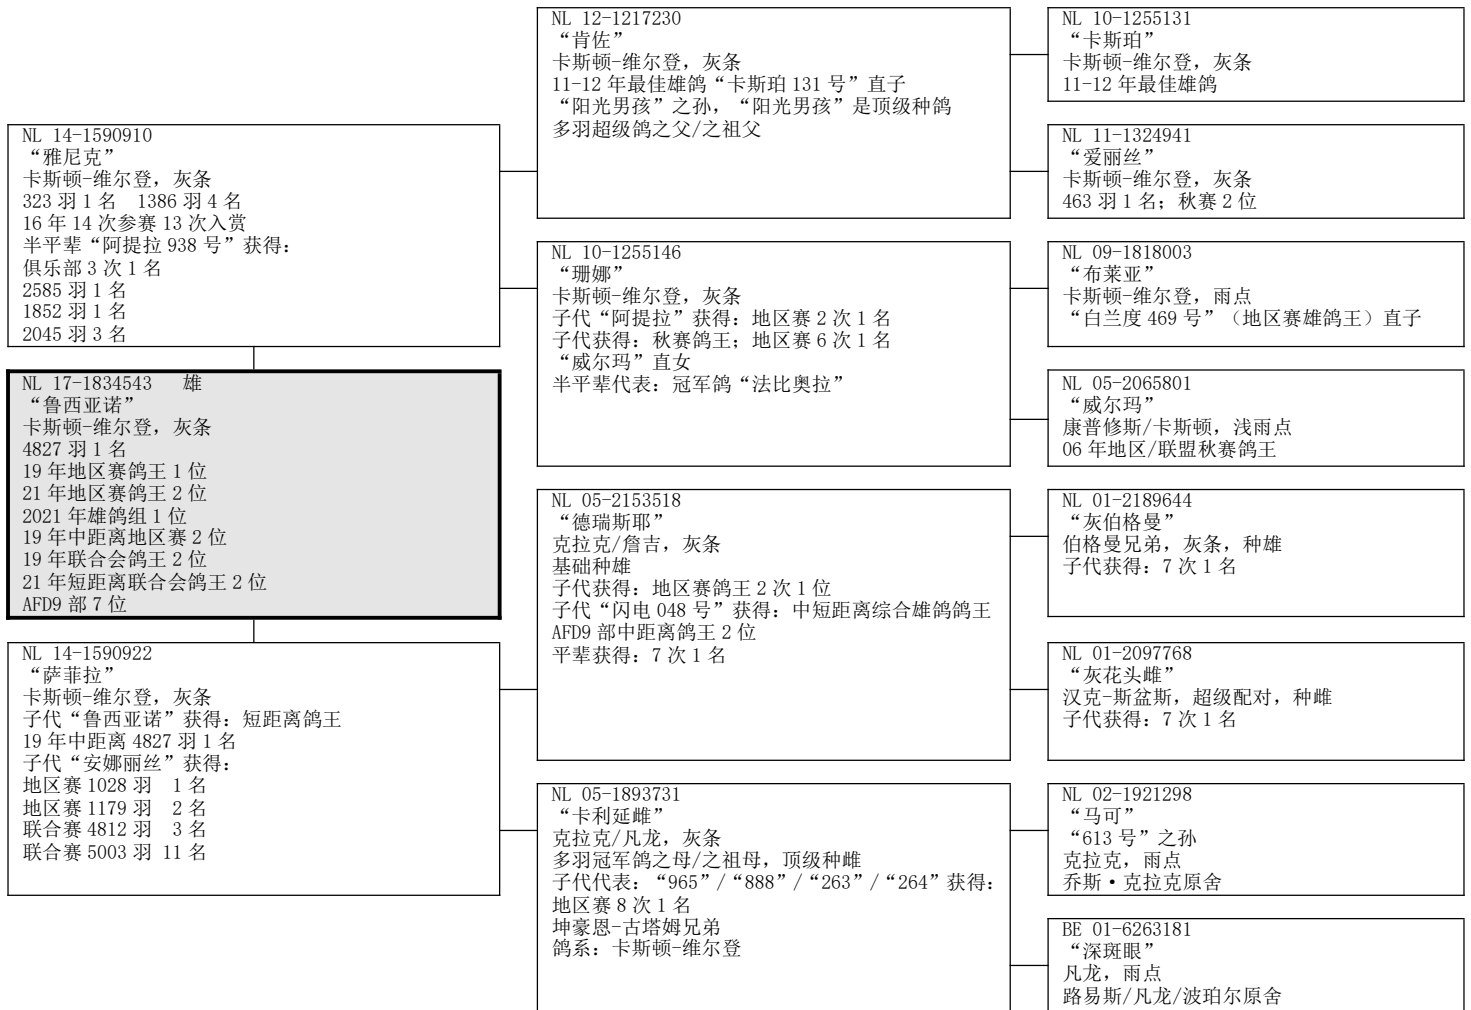 NL 14-1590910
“雅尼克”
卡斯顿-维尔登，灰条
323 羽 1 名 1386 羽 4 名
16 年 14 次参赛 13 次入赏
半平辈“阿提拉 938 号”获得：
俱乐部 3 次 1 名
2585 羽 1 名
1852 羽 1 名
2045 羽 3 名
NL 17-1834543 雄
“鲁西亚诺”
卡斯顿-维尔登，灰条
4827 羽 1 名
19 年地区赛鸽王 1 位
21 年地区赛鸽王 2 位
2021 年雄鸽组 1 位
19 年中距离地区赛 2 位
19 年联合会鸽王 2 位
21 年短距离联合会鸽王 2 位
AFD9 部 7 位
NL 14-1590922
“萨菲拉”
卡斯顿-维尔登，灰条
子代“鲁西亚诺”获得：短距离鸽王
19 年中距离 4827 羽 1 名
子代“安娜丽丝”获得：
地区赛 1028 羽 1 名
地区赛 1179 羽 2 名
联合赛 4812 羽 3 名
联合赛 5003 羽 11 名
NL 12-1217230
“肯佐”
卡斯顿-维尔登，灰条
11-12 年最佳雄鸽“卡斯珀 131 号”直子
“阳光男孩”之孙，“阳光男孩”是顶级种鸽
多羽超级鸽之父/之祖父
NL 10-1255146
“珊娜”
卡斯顿-维尔登，灰条
子代“阿提拉”获得：地区赛 2 次 1 名
子代获得：秋赛鸽王；地区赛 6 次 1 名
“威尔玛”直女
半平辈代表：冠军鸽“法比奥拉”
NL 05-2153518
“德瑞斯耶”
克拉克/詹吉，灰条
基础种雄
子代获得：地区赛鸽王 2 次 1 位
子代“闪电 048 号”获得：中短距离综合雄鸽鸽王
AFD9 部中距离鸽王 2 位
平辈获得：7 次 1 名
NL 05-1893731
“卡利延雌”
克拉克/凡龙，灰条
多羽冠军鸽之母/之祖母，顶级种雌
子代代表：“965”/“888”/“263”/“264”获得：
地区赛 8 次 1 名
坤豪恩-古塔姆兄弟
鸽系：卡斯顿-维尔登
NL 10-1255131
“卡斯珀”
卡斯顿-维尔登，灰条
11-12 年最佳雄鸽
NL 11-1324941
“爱丽丝”
卡斯顿-维尔登，灰条
463 羽 1 名；秋赛 2 位
NL 09-1818003
“布莱亚”
卡斯顿-维尔登，雨点
“白兰度 469 号”（地区赛雄鸽王）直子
NL 05-2065801
“威尔玛”
康普修斯/卡斯顿，浅雨点
06 年地区/联盟秋赛鸽王
NL 01-2189644
“灰伯格曼”
伯格曼兄弟，灰条，种雄
子代获得：7 次 1 名
NL 01-2097768
“灰花头雌”
汉克-斯盆斯，超级配对，种雌
子代获得：7 次 1 名
NL 02-1921298
“马可”
“613 号”之孙
克拉克，雨点
乔斯·克拉克原舍
BE 01-6263181
“深斑眼”
凡龙，雨点
路易斯/凡龙/波珀尔原舍